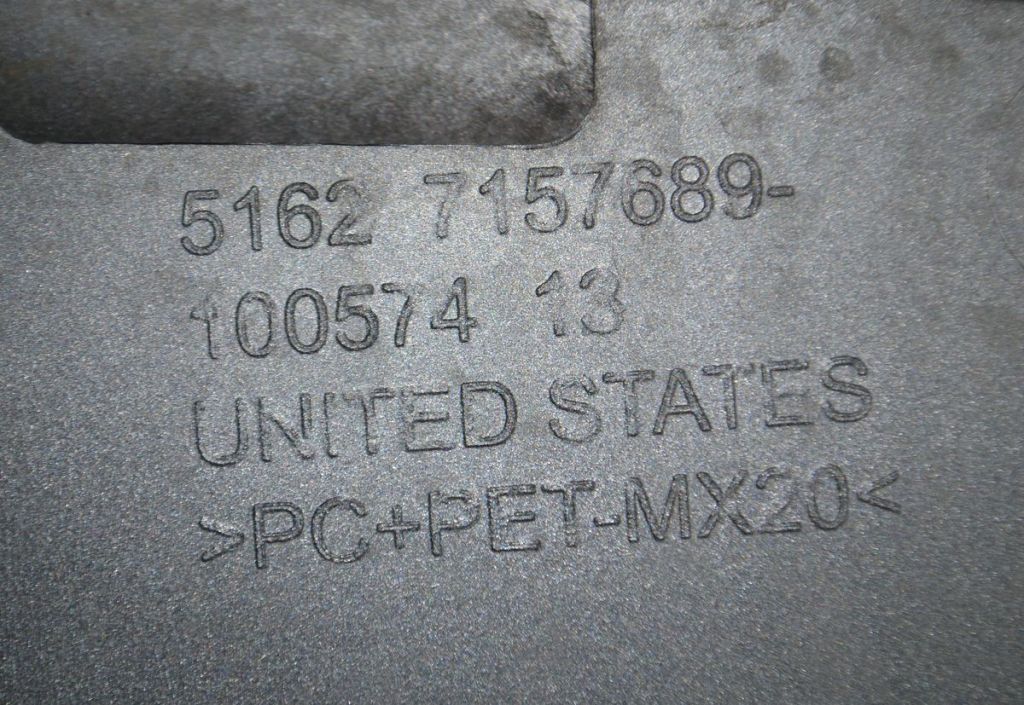 5162 7157689-
100574 13
UNITED STATES
>PC+PET-MX20<